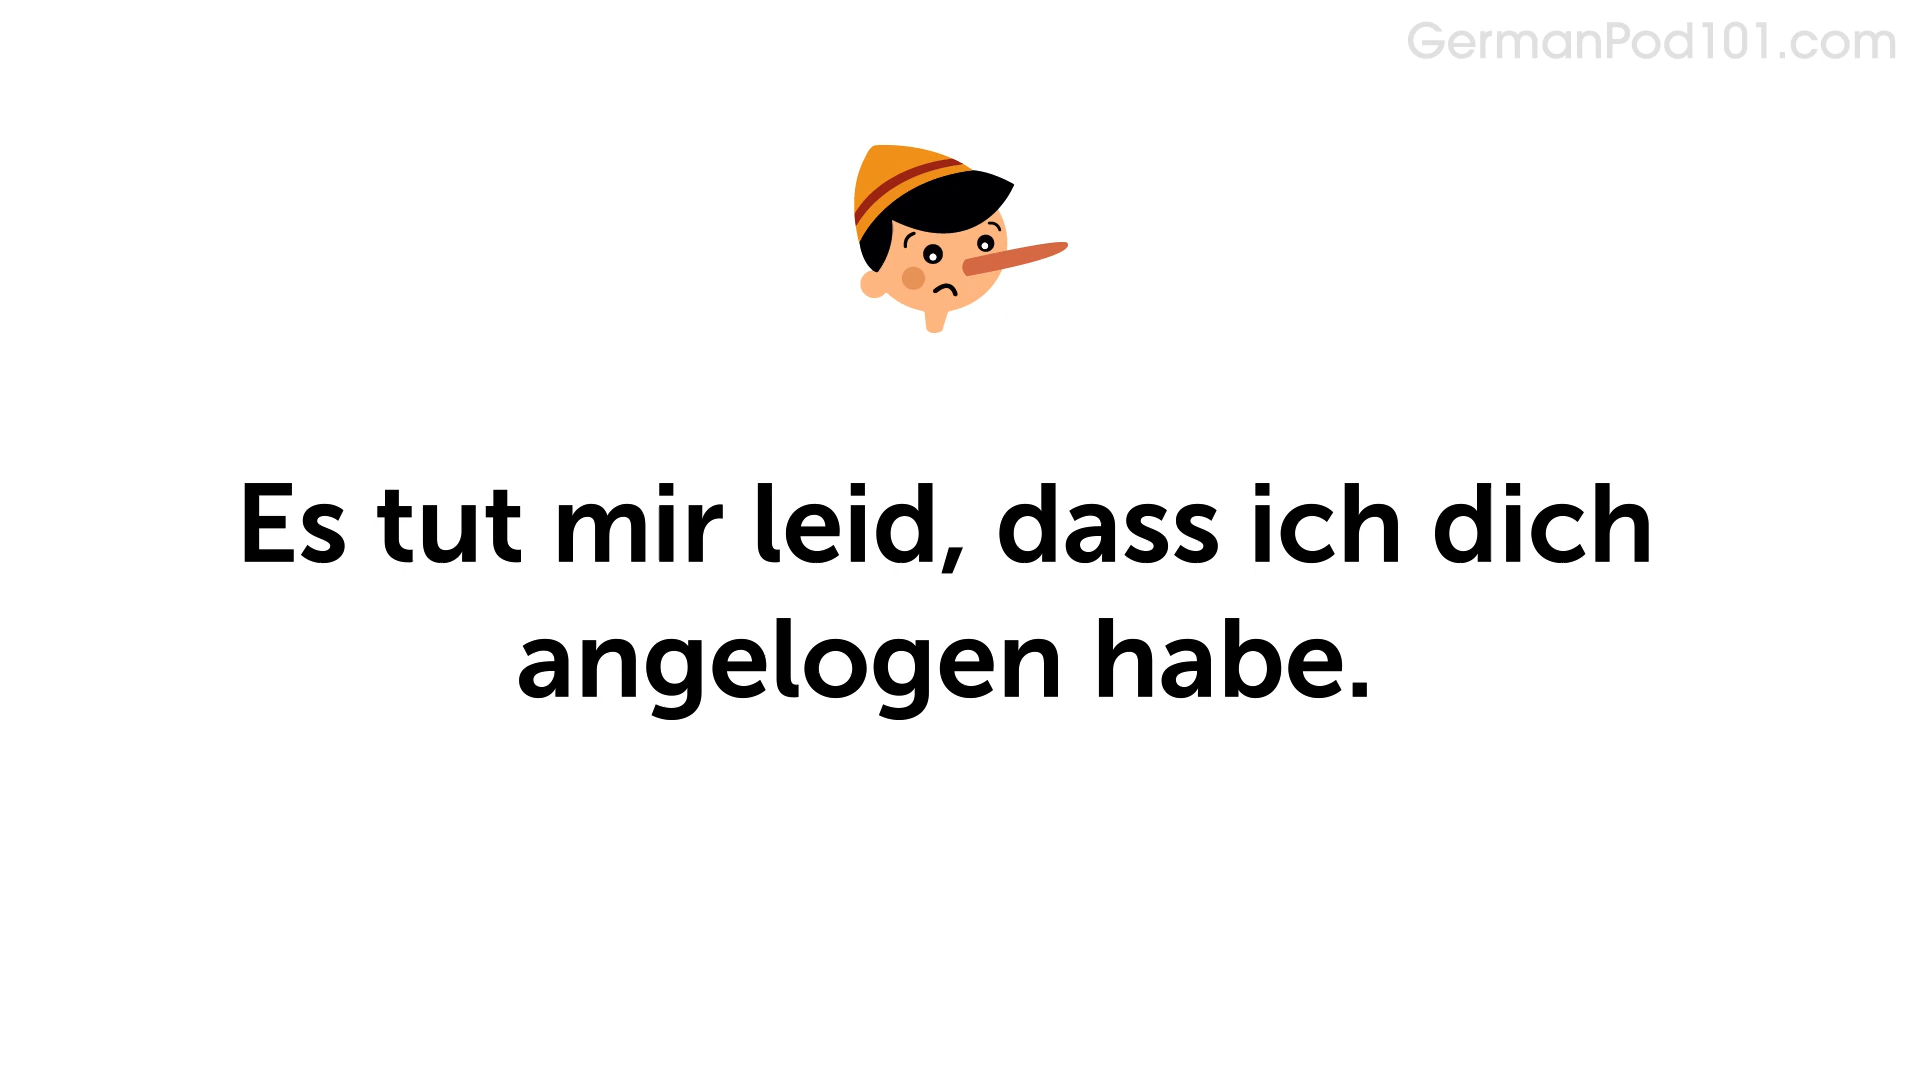 GermanPod101.com
Es tut mir leid, dass ich dich
angelogen habe.